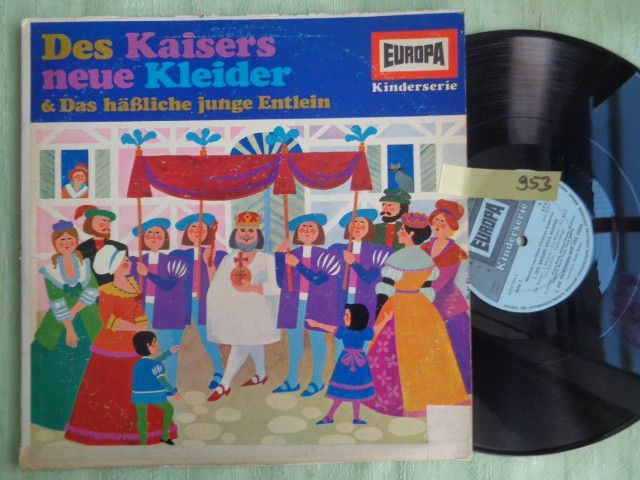 Des Kaisers
neue Kleider
& Das häßliche junge Entlein
EUROPA
Kinderserie
953
EUROPA
Kinderserie